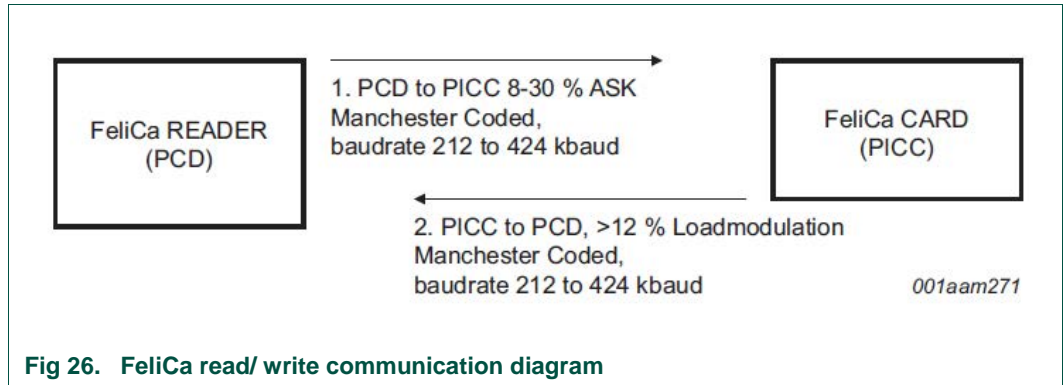 FeliCa READER
(PCD)
1. PCD to PICC 8-30 % ASK
Manchester Coded,
baudrate 212 to 424 kbaud
FeliCa CARD
(PICC)
2. PICC to PCD, >12 % Loadmodulation
Manchester Coded,
baudrate 212 to 424 kbaud
001aam271
Fig 26. FeliCa read/ write communication diagram